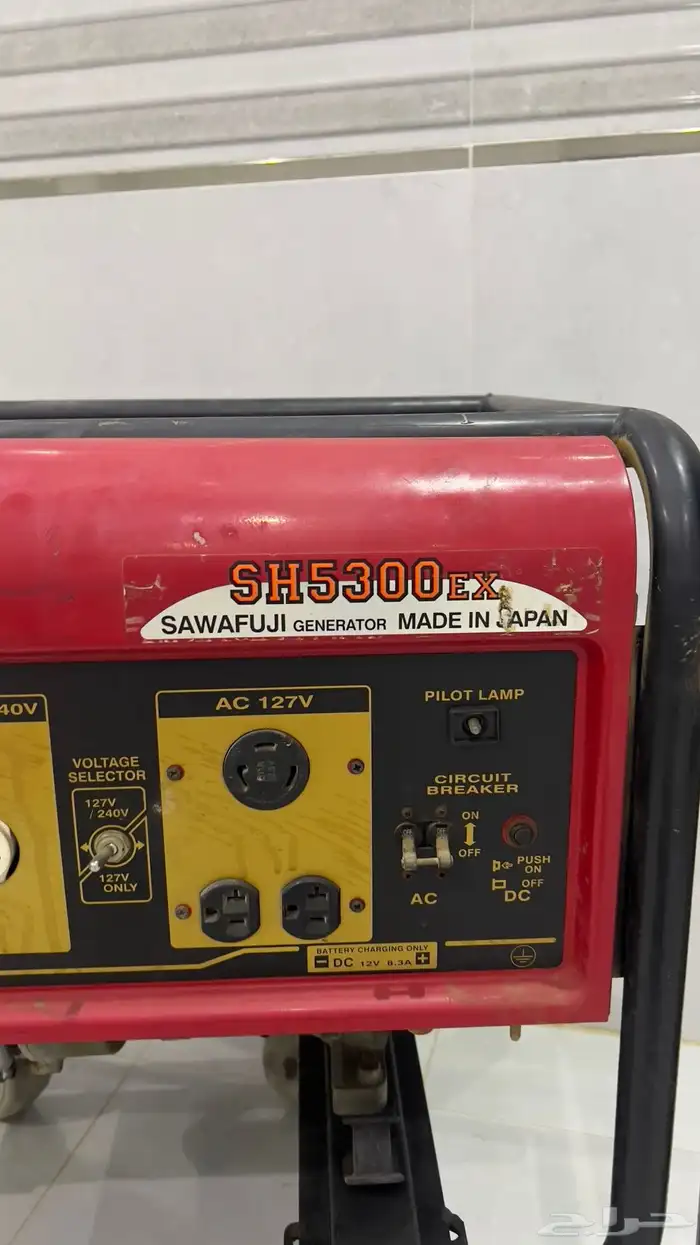 SH5300EX
SAWAFUJI GENERATOR MADE IN JAPAN
40V
VOLTAGE
SELECTOR
127V
/240V
127V
ONLY
AC 127V
PILOT LAMP
CIRCUIT
BREAKER
ON
OFF
AC
PUSH
ON
OFF
DC
BATTERY CHARGING ONLY
DC 12V 8.3A
حراج